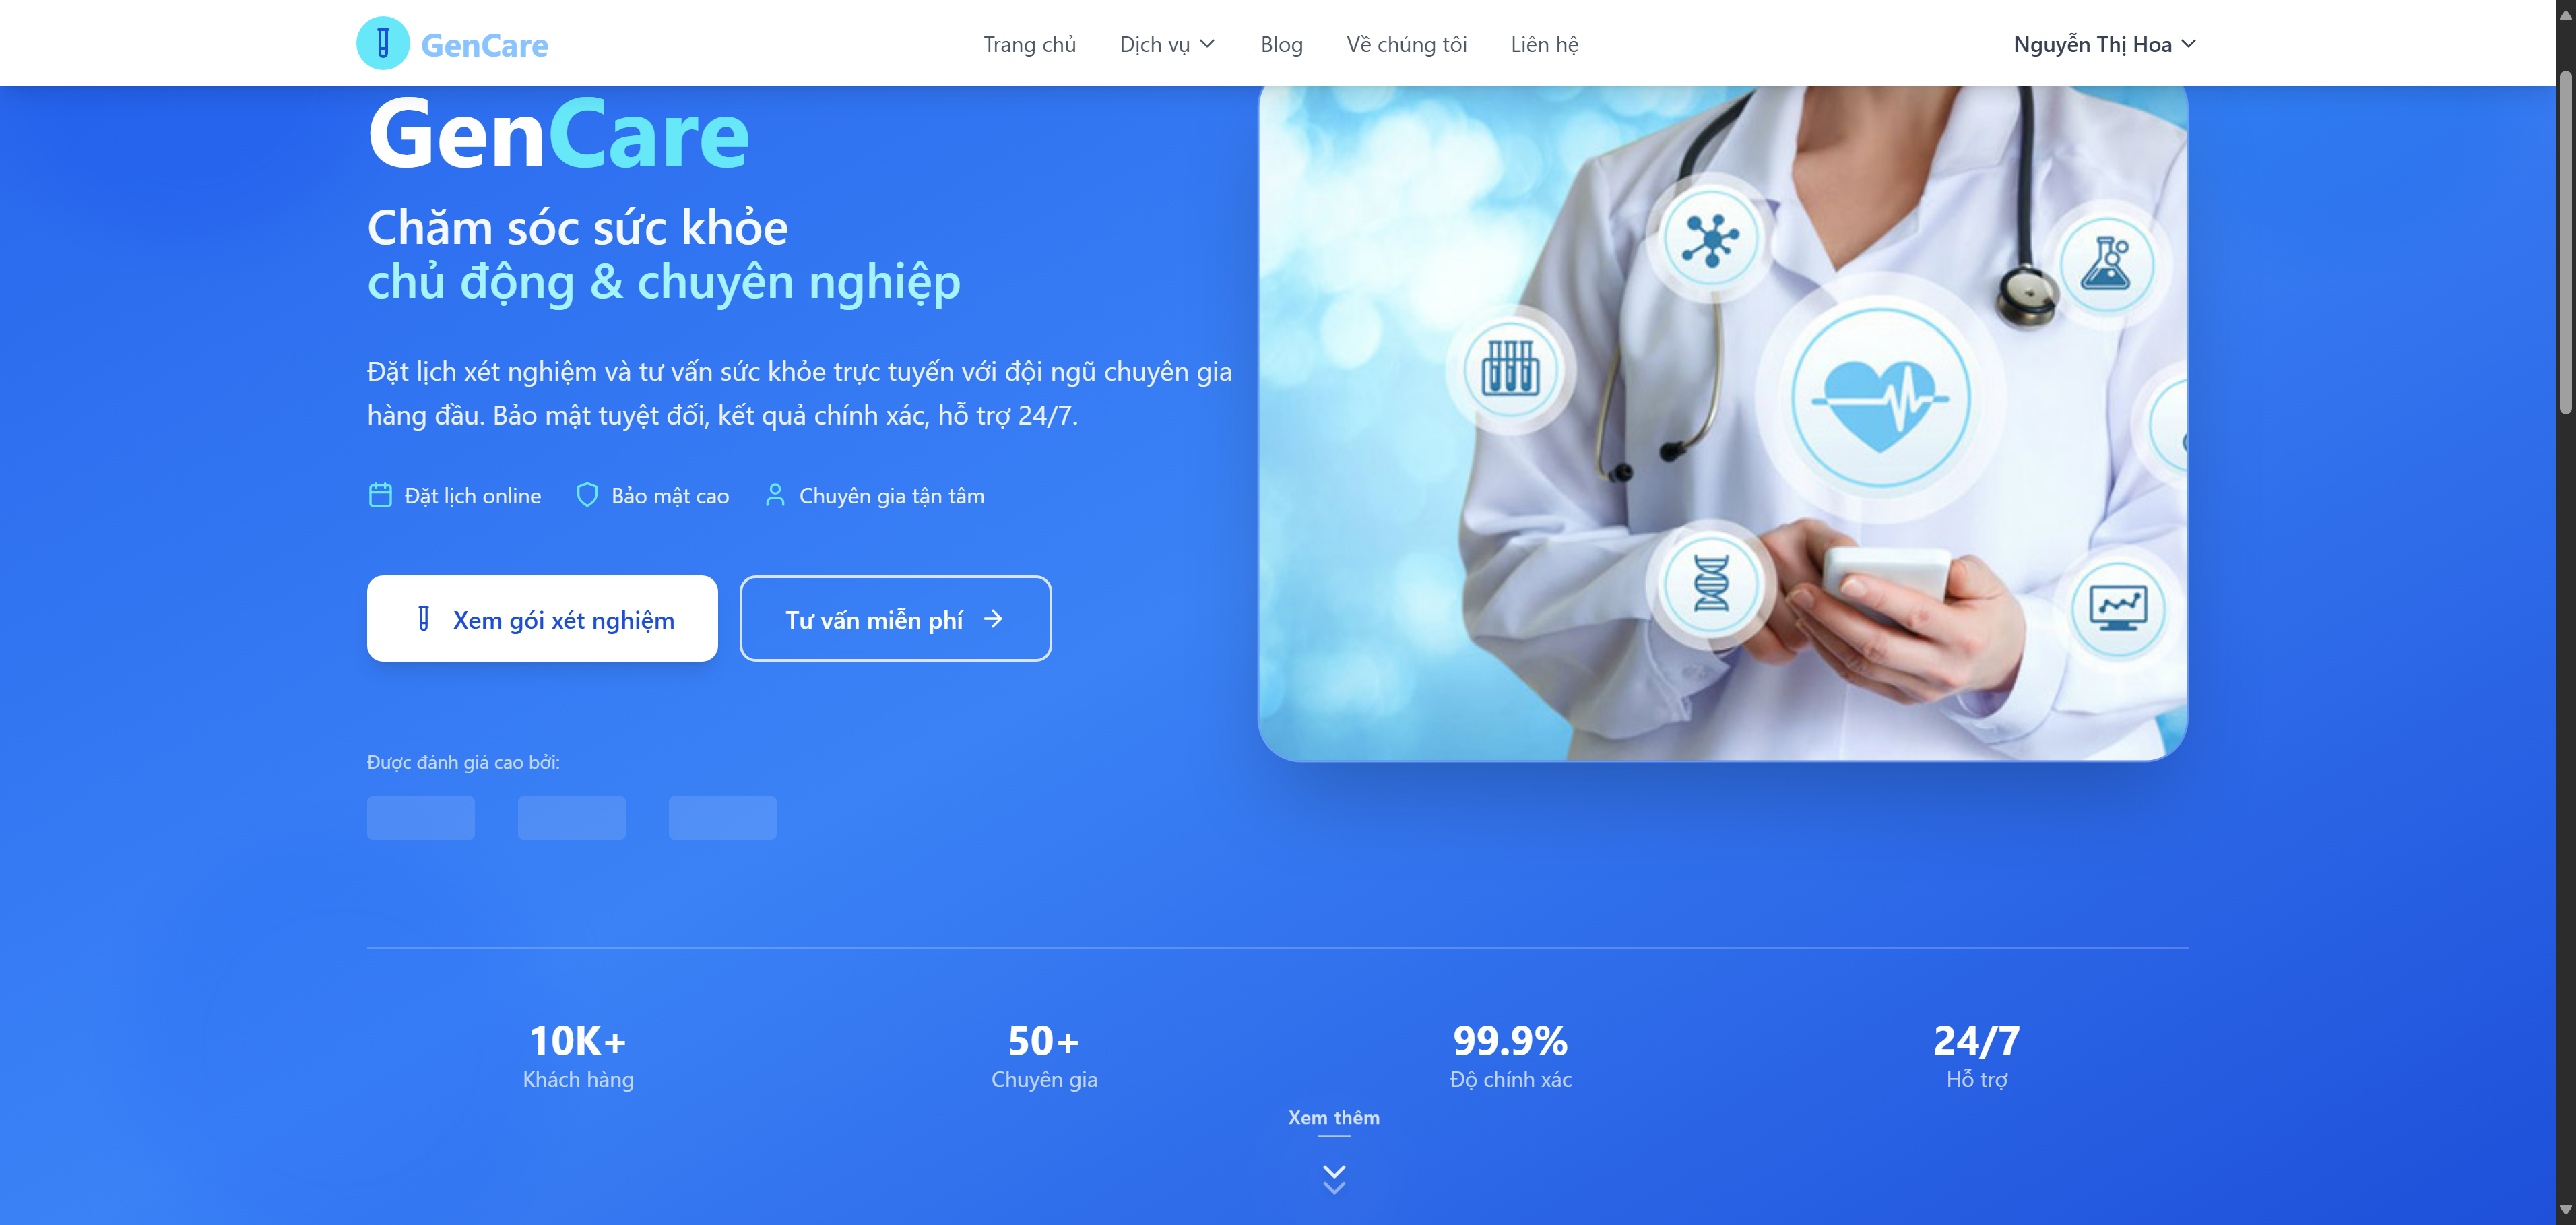 GenCare
Trang chủ
Dịch vụ
Blog
Về chúng tôi
Liên hệ
Nguyễn Thị Hoa
GenCare
Chăm sóc sức khỏe
chủ động & chuyên nghiệp
Đặt lịch xét nghiệm và tư vấn sức khỏe trực tuyến với đội ngũ chuyên gia
hàng đầu. Bảo mật tuyệt đối, kết quả chính xác, hỗ trợ 24/7.
Đặt lịch online
Bảo mật cao
Chuyên gia tận tâm
Xem gói xét nghiệm
Tư vấn miễn phí
Được đánh giá cao bởi:
10K+
Khách hàng
50+
Chuyên gia
99.9%
Độ chính xác
24/7
Hỗ trợ
Xem thêm